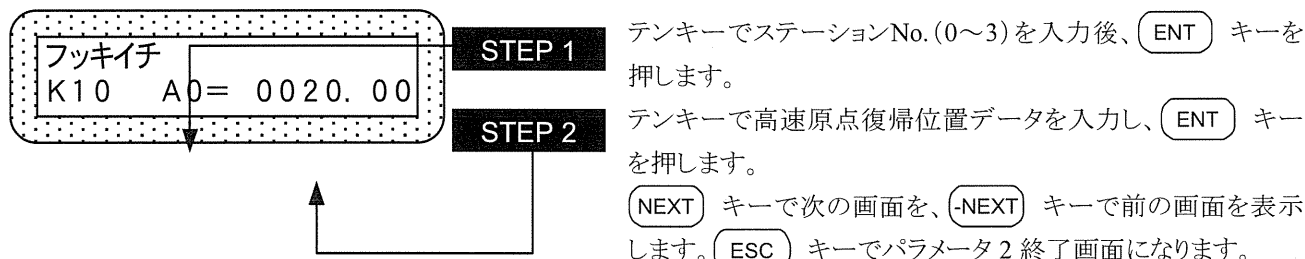 フッキイチ
K10 A0= 0020. 00
STEP 1
STEP 2
テンキーでステーションNo.(0～3)を入力後、 ENT キーを
押します。
テンキーで高速原点復帰位置データを入力し、 ENT キー
を押します。
NEXT キーで次の画面を、 -NEXT キーで前の画面を表示
します。 ESC キーでパラメータ2終了画面になります。